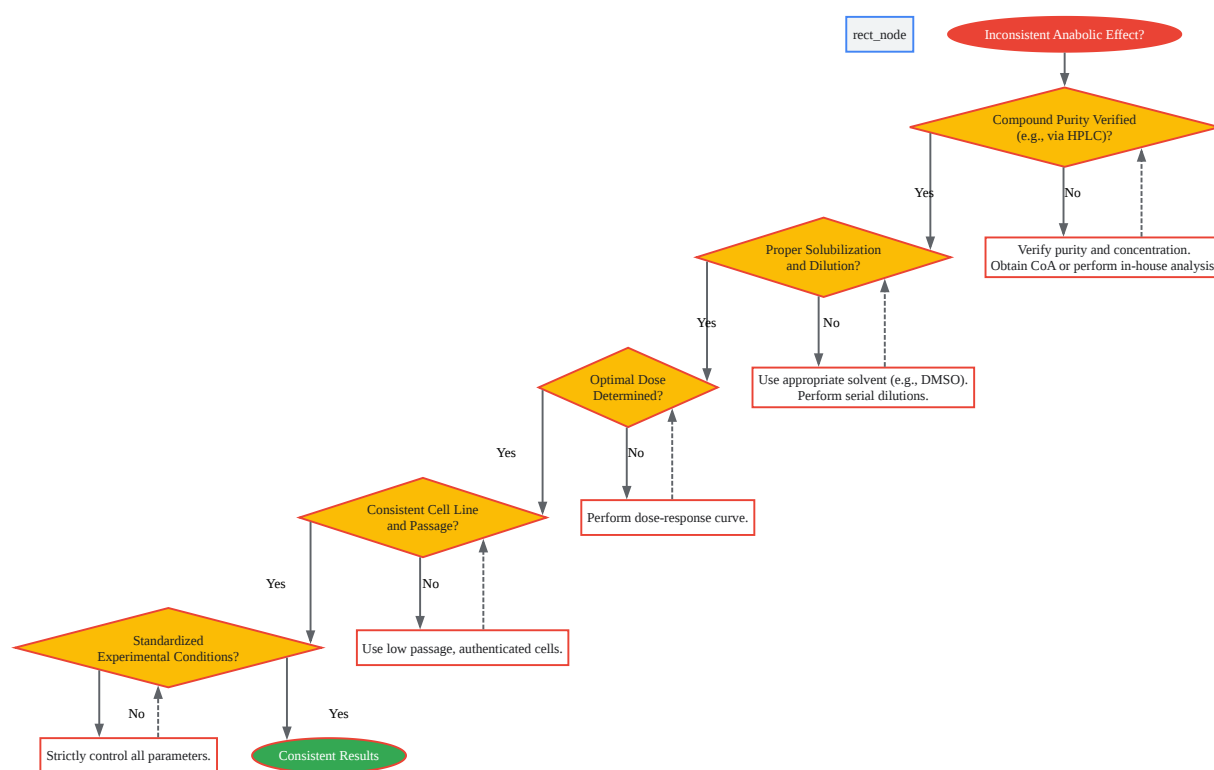 rect_node
Inconsistent Anabolic Effect?
Compound Purity Verified
(e.g., via HPLC)?
Yes
No
Verify purity and concentration.
Obtain CoA or perform in-house analysis
Proper Solubilization
and Dilution?
Yes
No
Use appropriate solvent (e.g., DMSO).
Perform serial dilutions.
Optimal Dose
Determined?
Yes
No
Perform dose-response curve.
Consistent Cell Line
and Passage?
Yes
No
Use low passage, authenticated cells.
Standardized
Experimental Conditions?
No
Yes
Strictly control all parameters.
Consistent Results